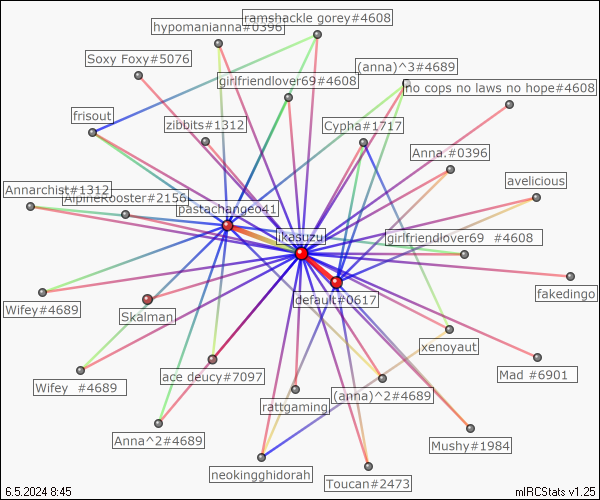 ramshackle gorey#4608
hypomanianna#0396
Soxy Foxy#5076
(anna)^3#4689
girlfriendlover69#4608
no cops no laws no hope#4608
frisout
zibbits#1312
Cypha#1717
Anna.#0396
Annarchist#1312
AlpineRooster#2156
avelicious
pastachangeo41
ikasuzu
girlfriendlover69 #4608
fakedingo
default#0617
Wifey#4689
Skalman
xenoyaut
ace deucy#7097
Mad #6901
Wifey #4689
(anna)^2#4689
rattgaming
Anna^2#4689
Mushy#1984
neokingghidorah
Toucan#2473
6.5.2024 8:45
mIRCStats v1.25